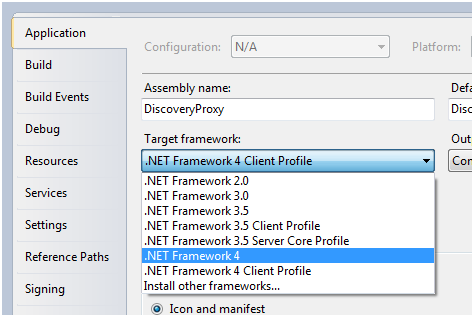 Application
Configuration: N/A Platform:
Build
Build Events
Assembly name: Defa
DiscoveryProxy Disc
Debug
Target framework: Out
Resources
.NET Framework 4 Client Profile Con
.NET Framework 2.0
Services
.NET Framework 3.0
.NET Framework 3.5
Settings
.NET Framework 3.5 Client Profile
.NET Framework 3.5 Server Core Profile
Reference Paths
.NET Framework 4
.NET Framework 4 Client Profile
Signing
Install other frameworks...
Icon and manifest